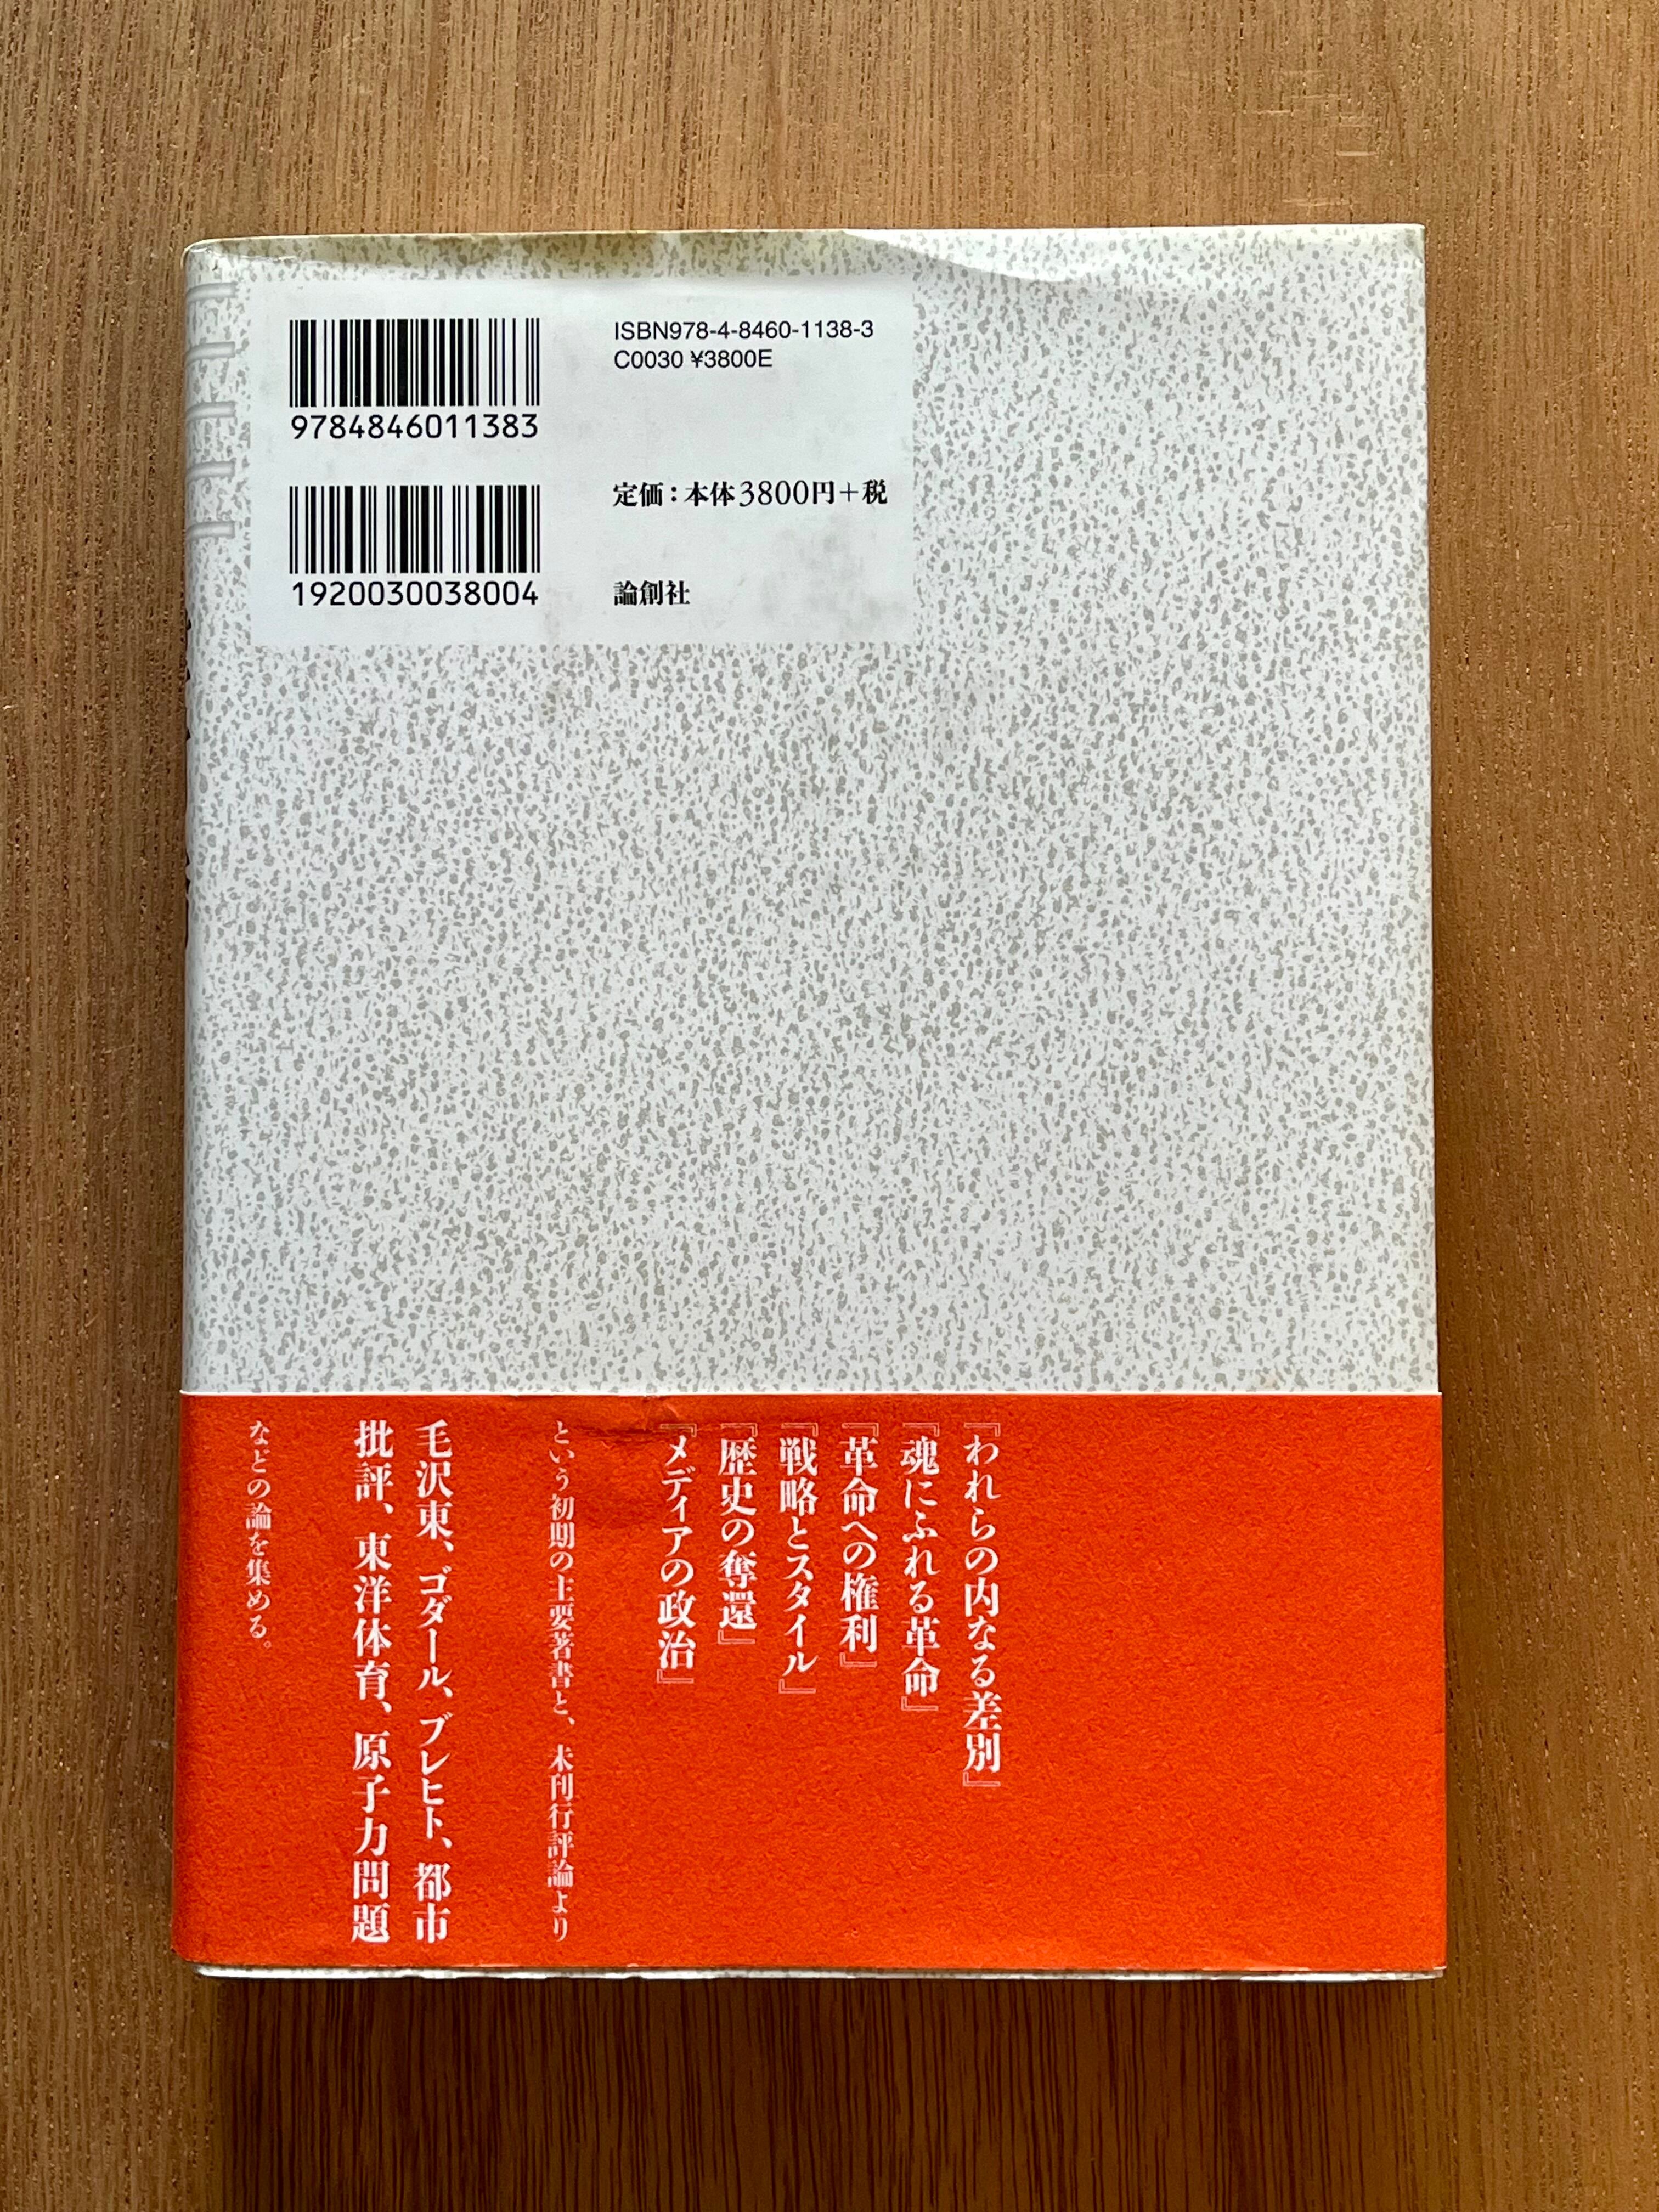 ISBN978-4-8460-1138-3
C0030 ¥3800E
9784846011383
定価：本体3800円＋税
1920030038004
論創社
『われらの内なる差別』
『魂にふれる革命』
『革命への権利』
『戦略とスタイル』
『歴史の奪還』
『メディアの政治』
という初期の主要著書と、未刊行評論より
毛沢東、ゴダール、ブレヒト、都市
批評、東洋体育、原子力問題
などの論を集める。